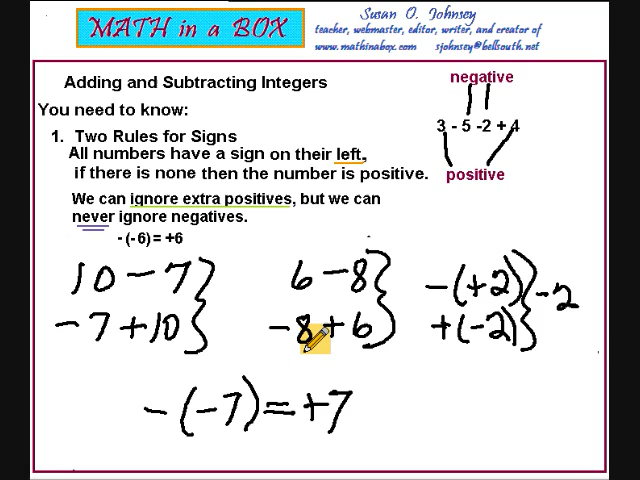 MATH in a BOX
Susan O. Johnsey
teacher, webmaster, editor, writer, and creator of
www.mathinabox.com sjohnsey@bellsouth.net
Adding and Subtracting Integers
You need to know:
1. Two Rules for Signs
All numbers have a sign on their left,
if there is none then the number is positive.
We can ignore extra positives, but we can
never ignore negatives.
- (- 6) = +6
negative
3 - 5 -2 + 4
positive
10 - 7 } 6 - 8 } - (+2) } - 2
- 7 + 10 } - 8 + 6 } + (-2) }
- (- 7) = + 7